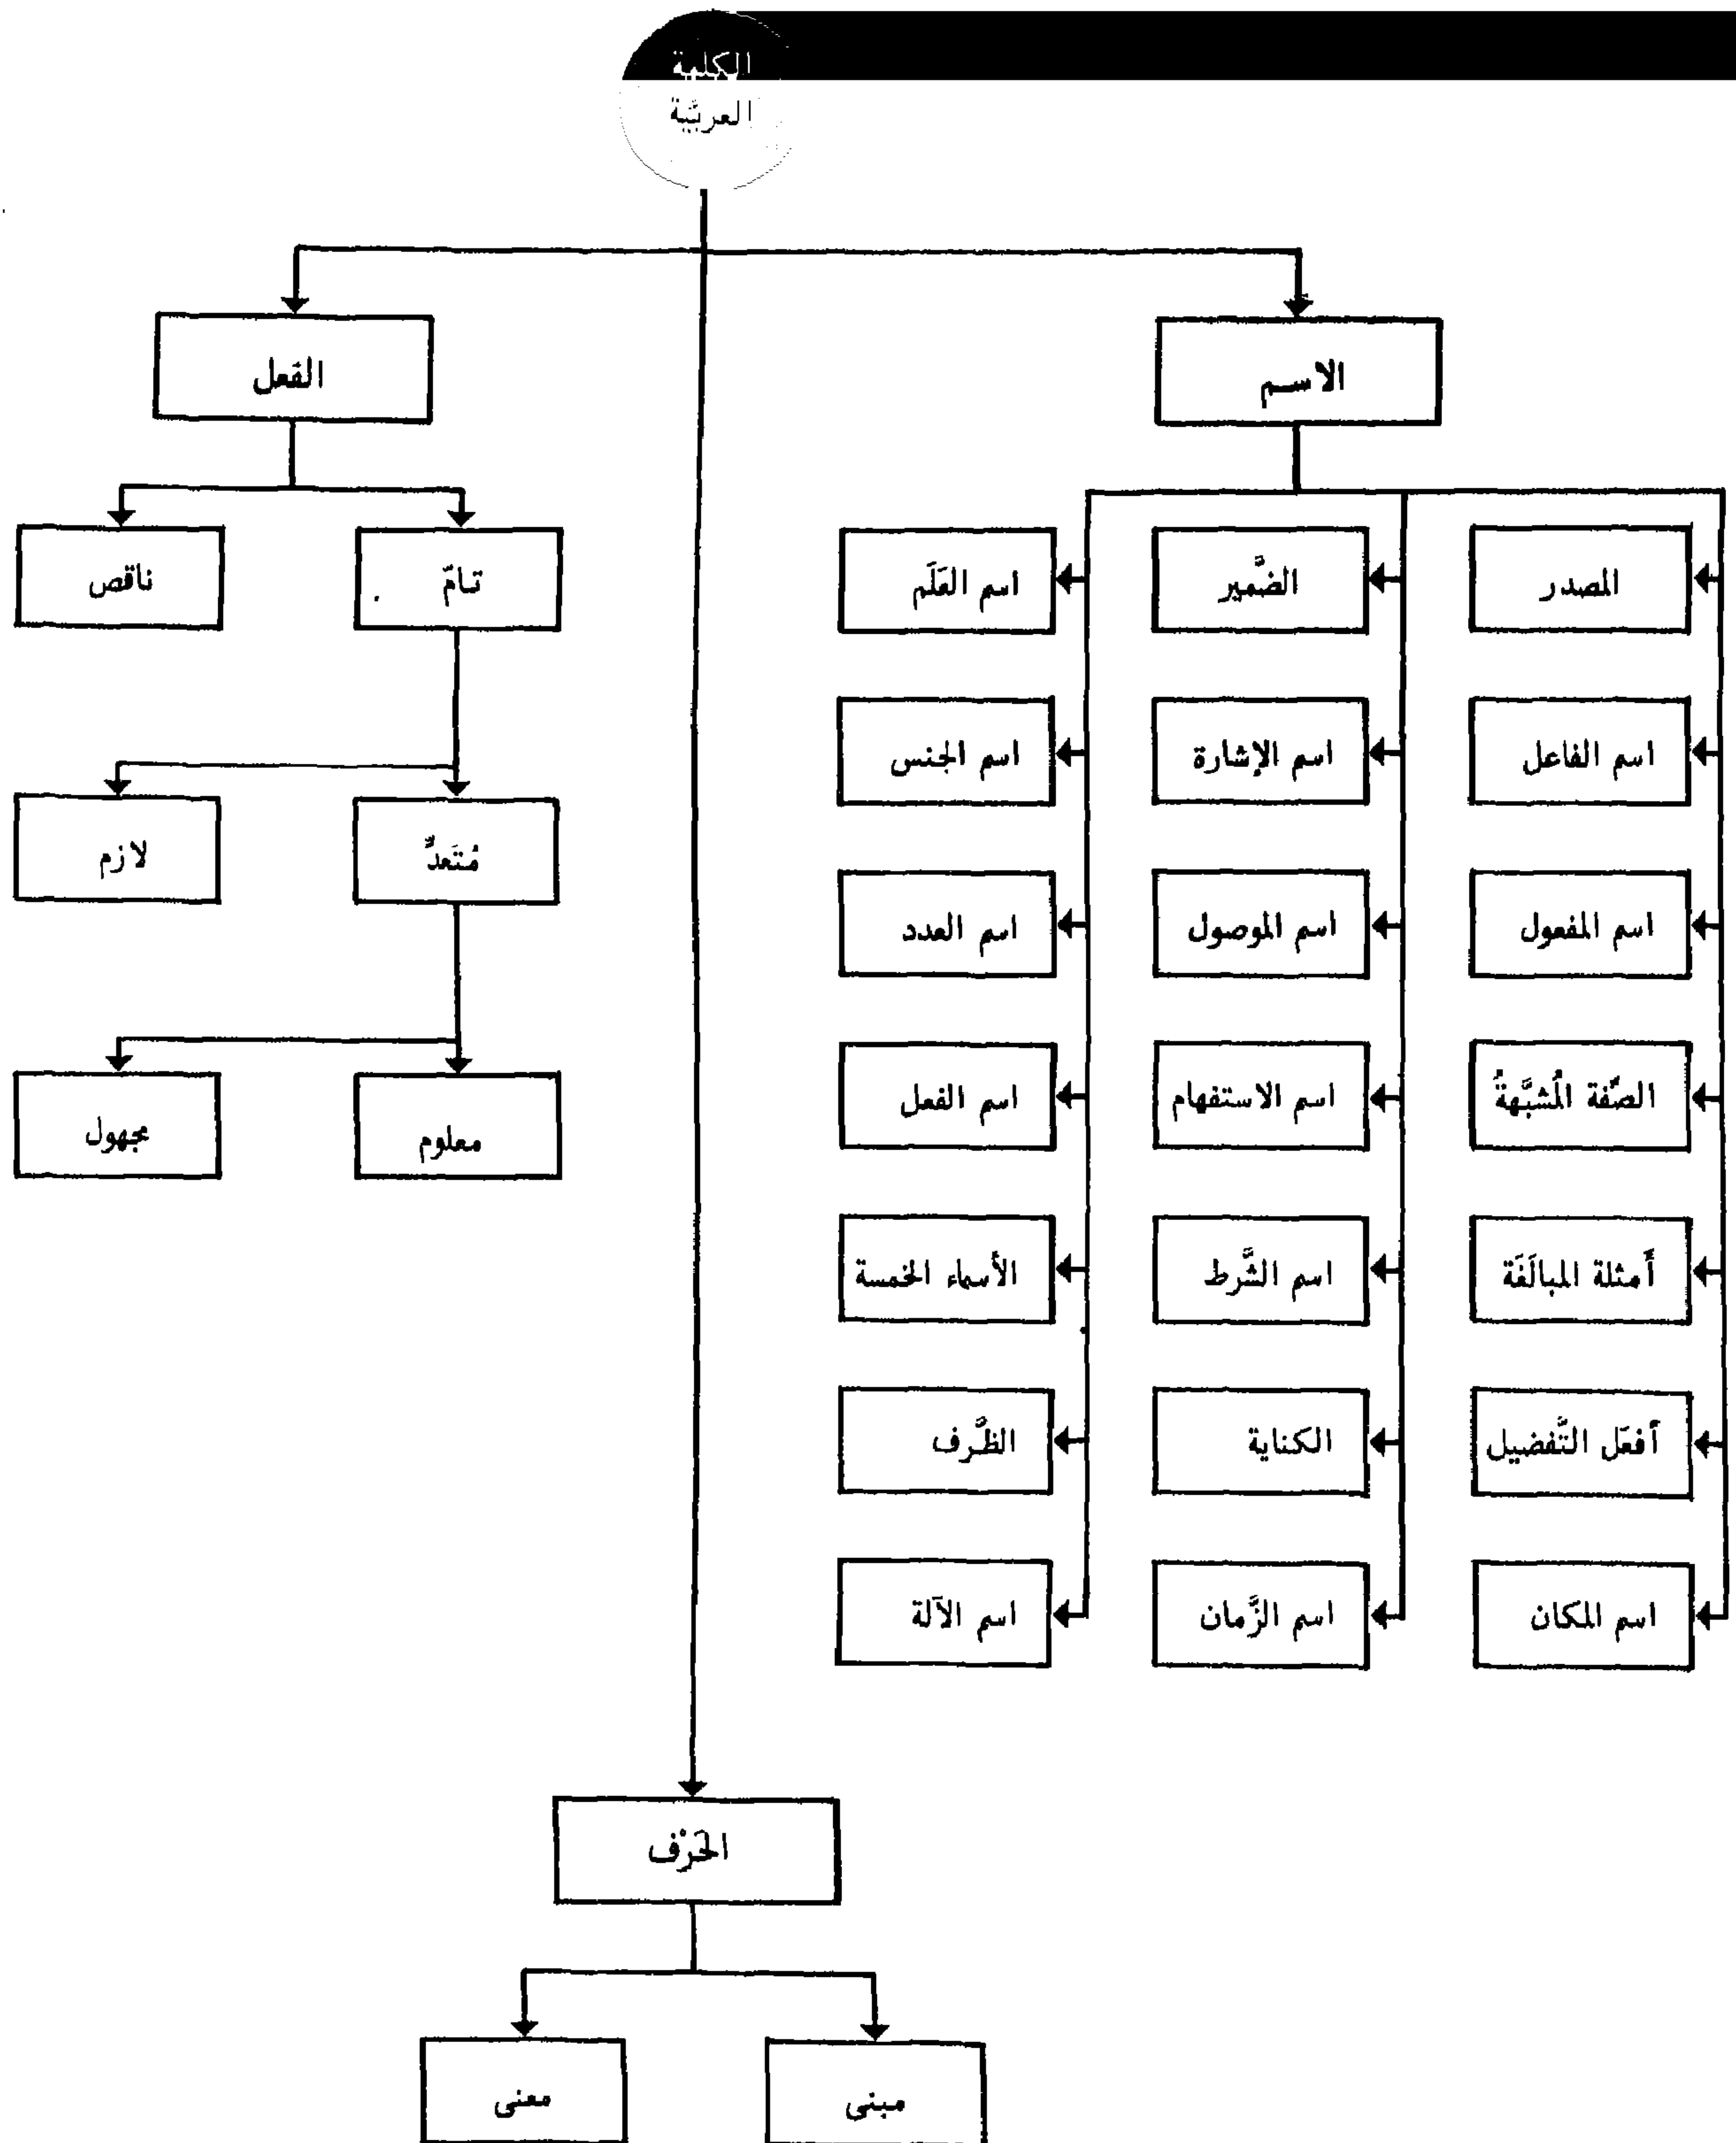 الكلمة
العربية
الاسم
الفعل
تامّ
ناقص
المصدر
الضَّمير
اسم العَلَم
اسم الفاعل
اسم الإشارة
اسم الجنس
مُتَعدٍّ
لازم
اسم المفعول
اسم الموصول
اسم العدد
الصِّفة المُشبَّهةُ
اسم الاستفهام
اسم الفعل
معلوم
مجهول
أمثلة المبالَغَة
اسم الشَّرط
الأسماء الخمسة
أفعَل التَّفضيل
الكناية
الظَّرف
اسم المكان
اسم الزَّمان
اسم الآلة
الحَرْف
مبنى
معنى